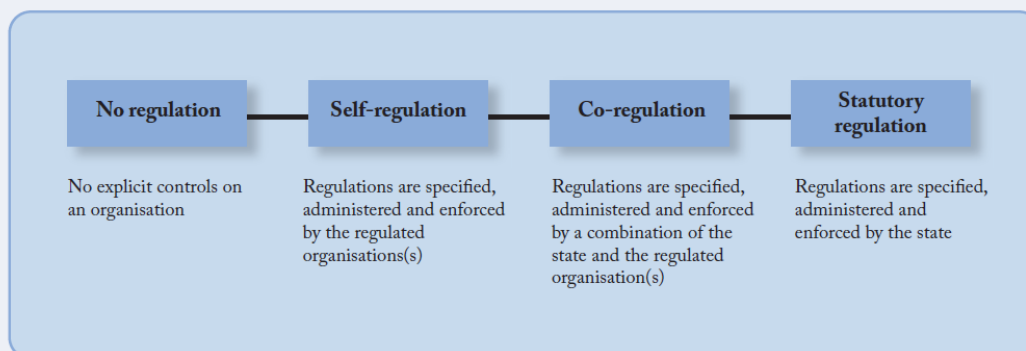 No regulation
Self-regulation
Co-regulation
Statutory
regulation
No explicit controls on
an organisation
Regulations are specified,
administered and enforced
by the regulated
organisations(s)
Regulations are specified,
administered and enforced
by a combination of the
state and the regulated
organisation(s)
Regulations are specified,
administered and
enforced by the state